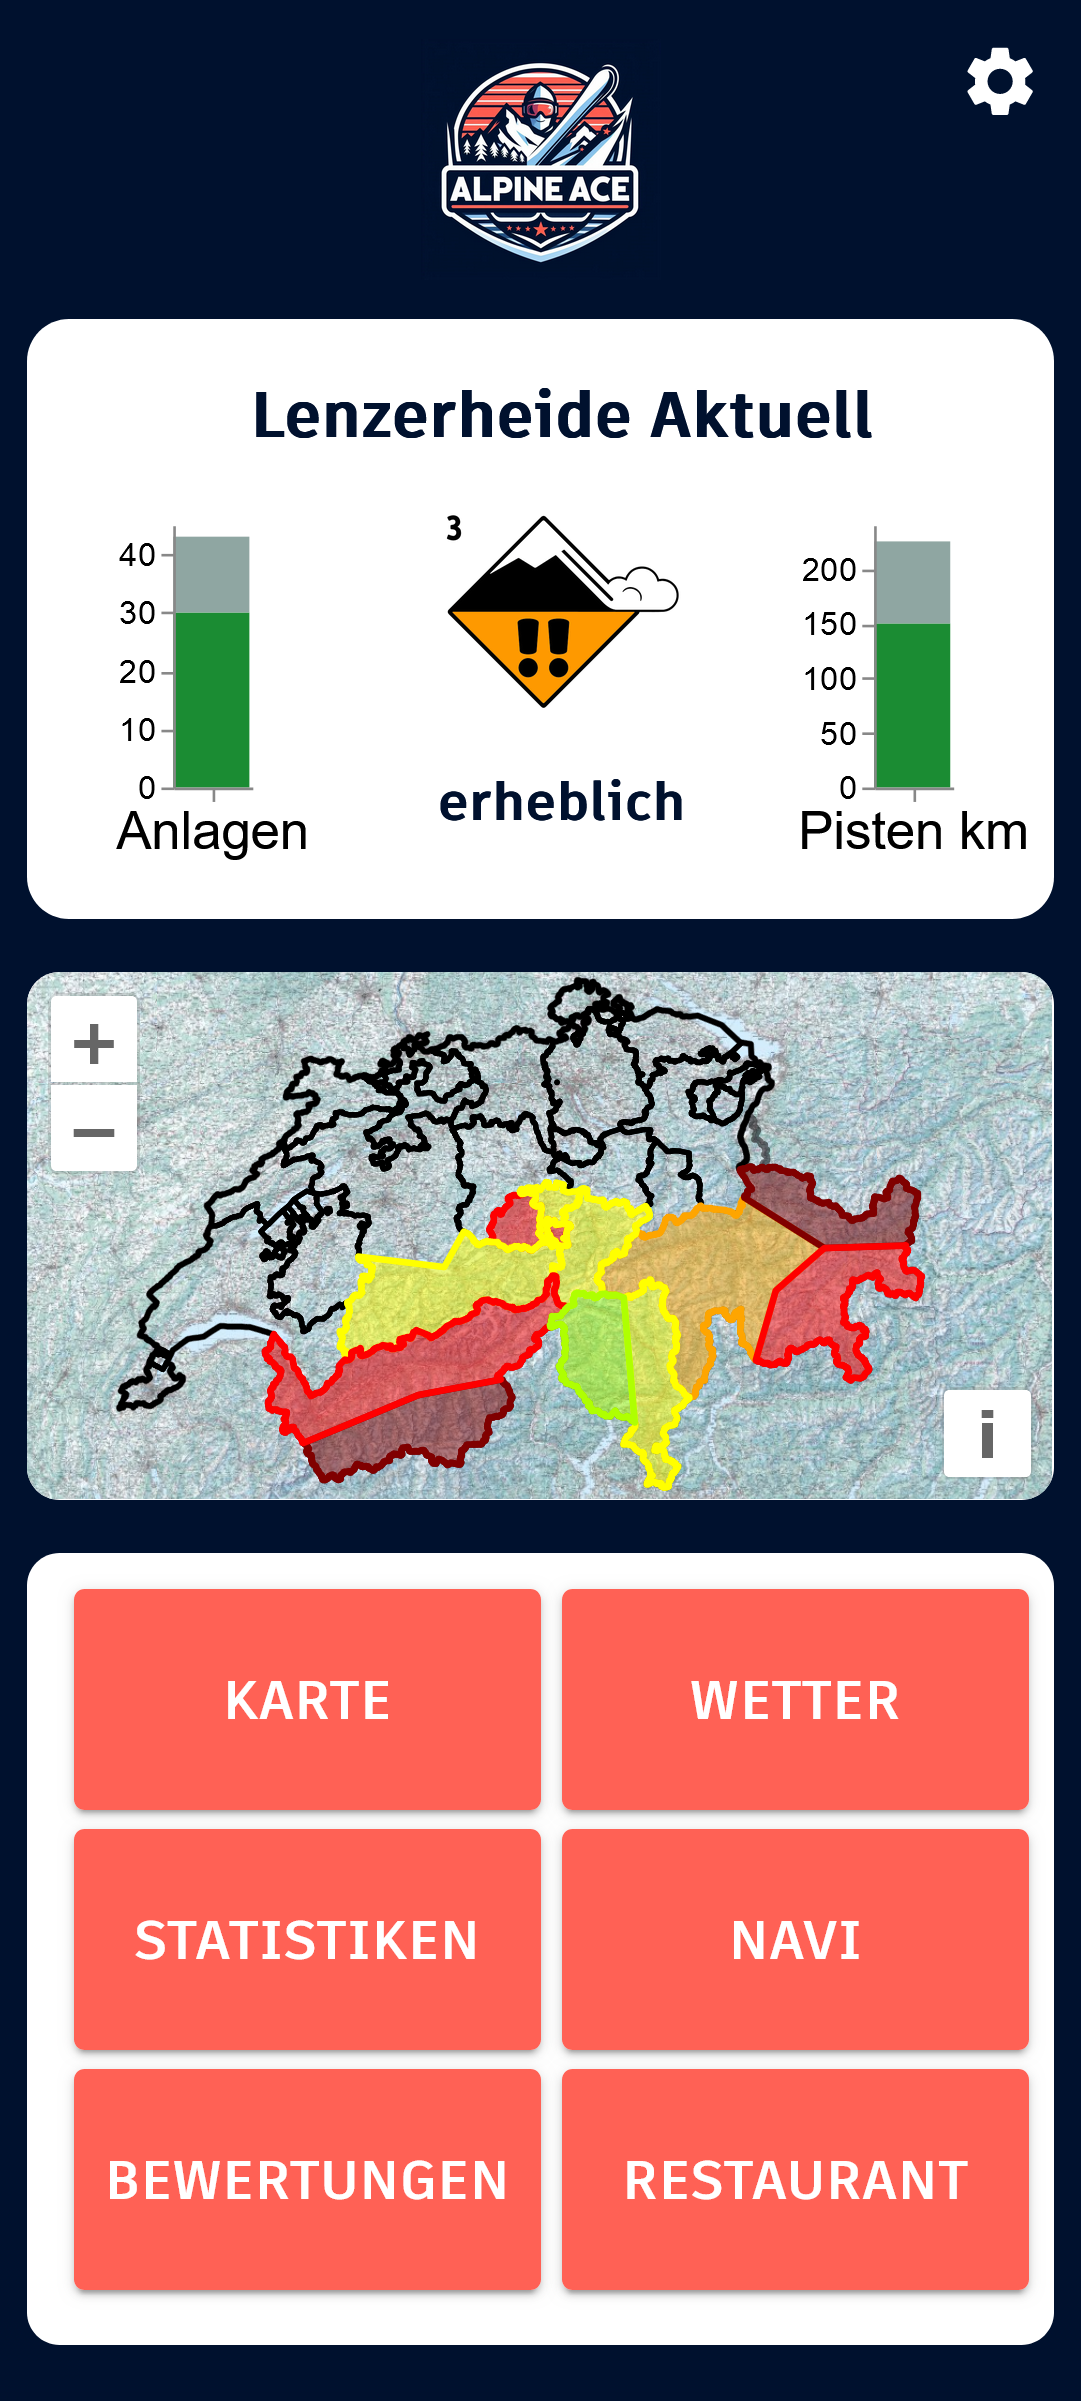 ALPINE ACE
Lenzerheide Aktuell
40
30
20
10
0
Anlagen
3
!!
erheblich
200
150
100
50
0
Pisten km
+
−
i
KARTE
WETTER
STATISTIKEN
NAVI
BEWERTUNGEN
RESTAURANT